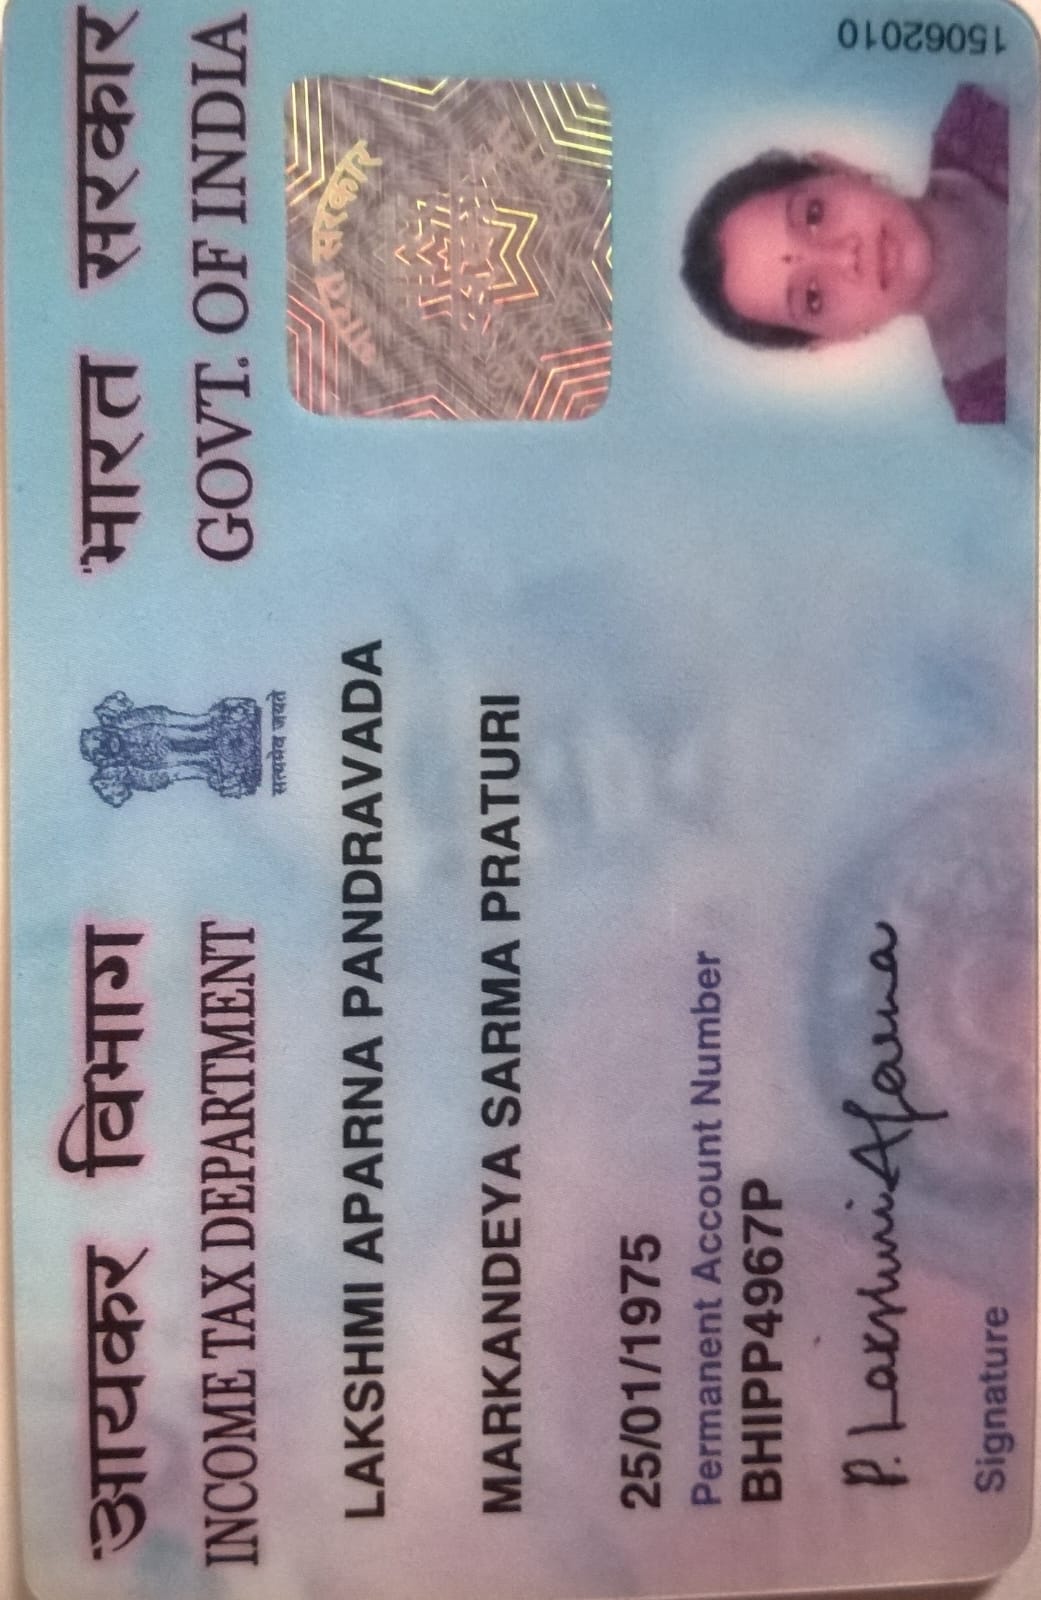 आयकर विभाग
INCOME TAX DEPARTMENT
सत्यमेव जयते
भारत सरकार
GOVT. OF INDIA
LAKSHMI APARNA PANDRAVADA
MARKANDEYA SARMA PRATURI
25/01/1975
Permanent Account Number
BHIPP4967P
P. Lakshmi Aparna
Signature
भारत सरकार
15062010